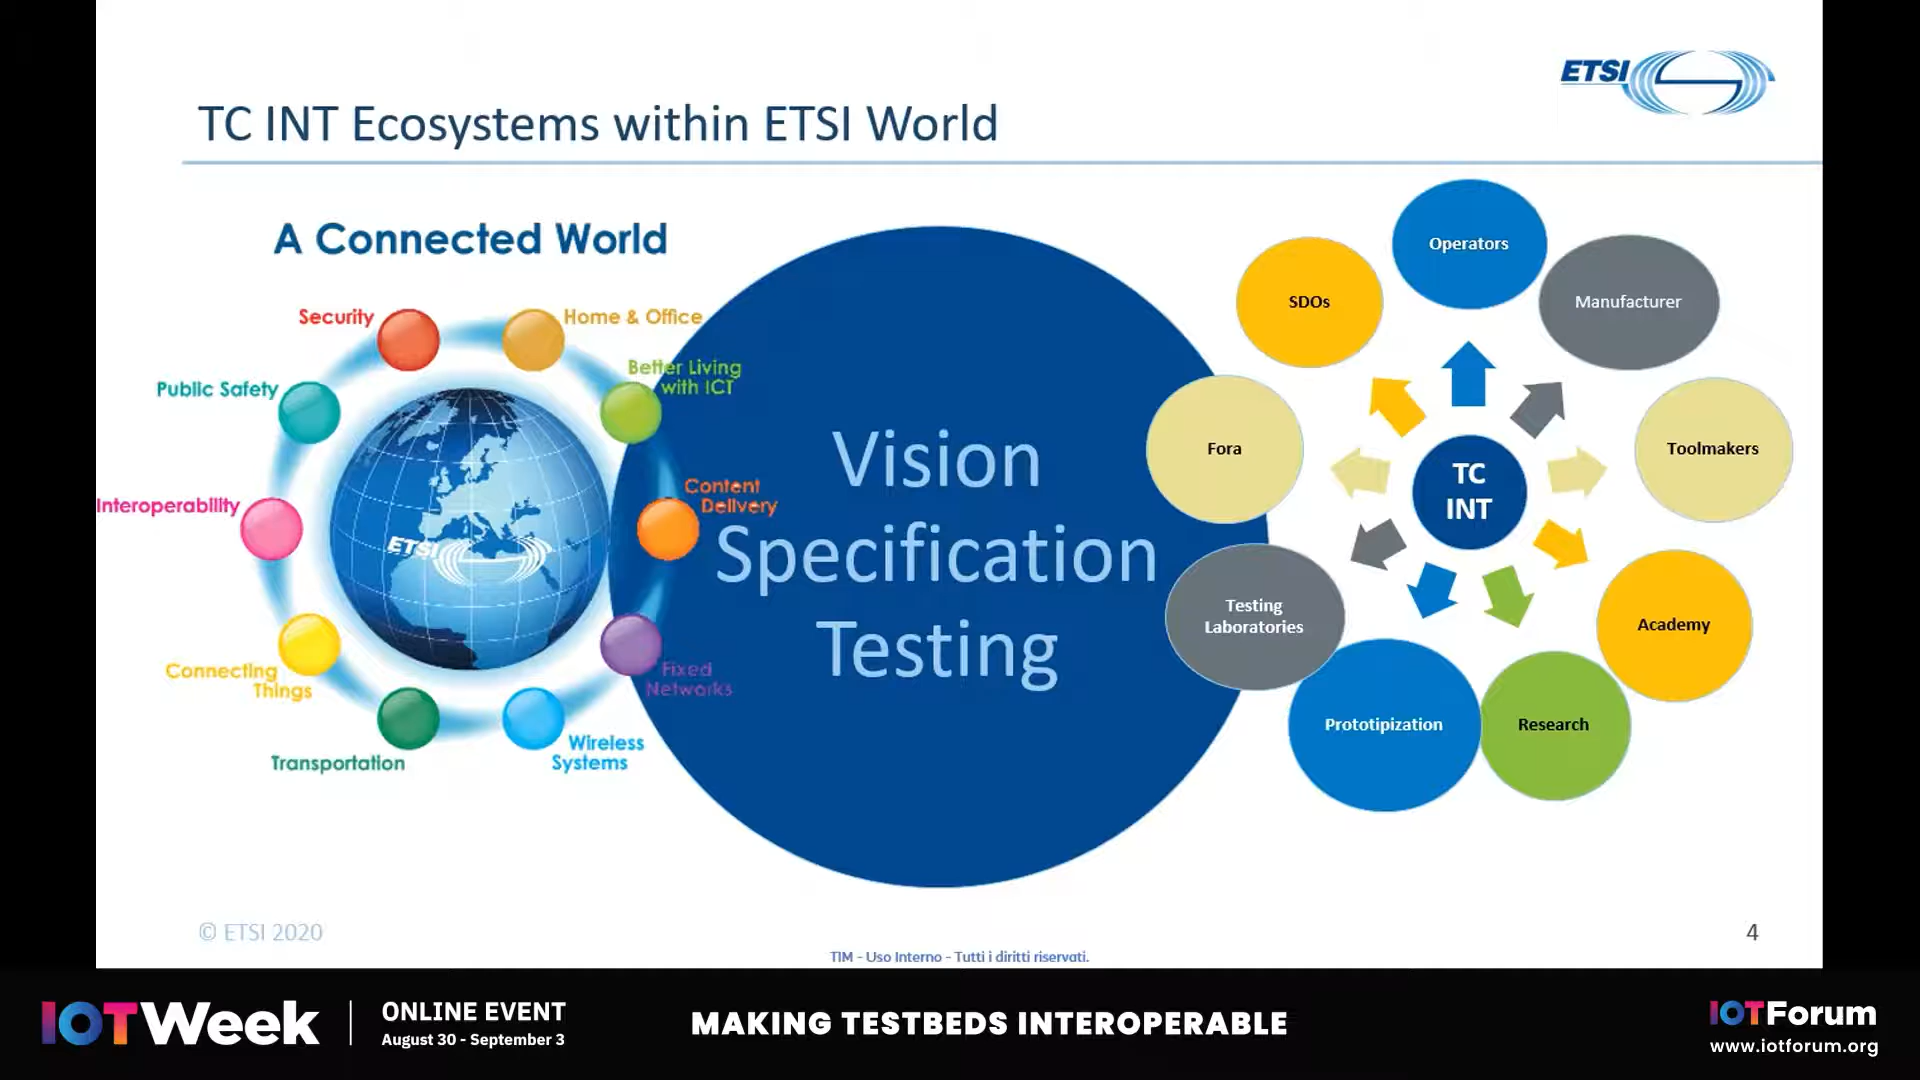 ETSI
TC INT Ecosystems within ETSI World
A Connected World
Security
Home & Office
Public Safety
Better Living
with ICT
Interoperability
Content
Delivery
ETSI
Connecting
Things
Fixed
Networks
Transportation
Wireless
Systems
Vision
Specification
Testing
Operators
SDOs
Manufacturer
Fora
Toolmakers
TC
INT
Testing
Laboratories
Academy
Prototipization
Research
© ETSI 2020
4
TIM - Uso Interno - Tutti i diritti riservati.
IOTWeek
ONLINE EVENT
August 30 - September 3
MAKING TESTBEDS INTEROPERABLE
IOTForum
www.iotforum.org